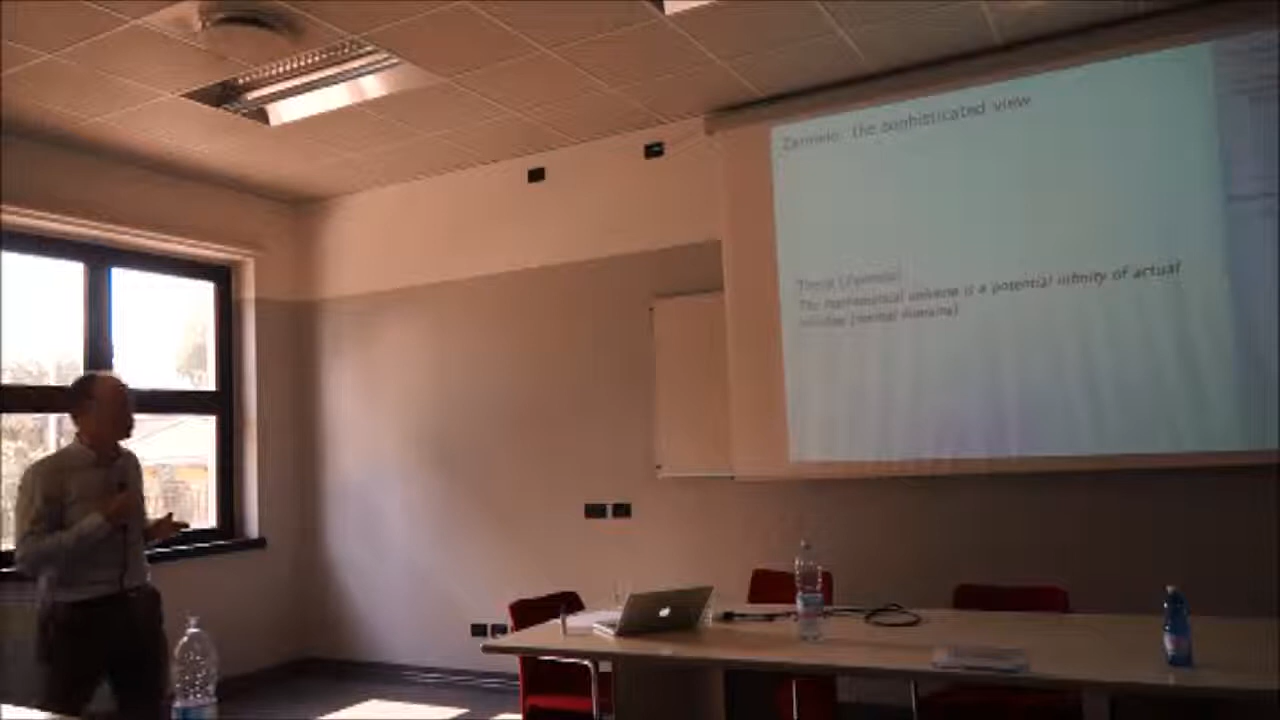 Zermelo: the sophisticated view
Thesis (Zermelo)
The mathematical universe is a potential infinity of actual
infinities (normal domains)